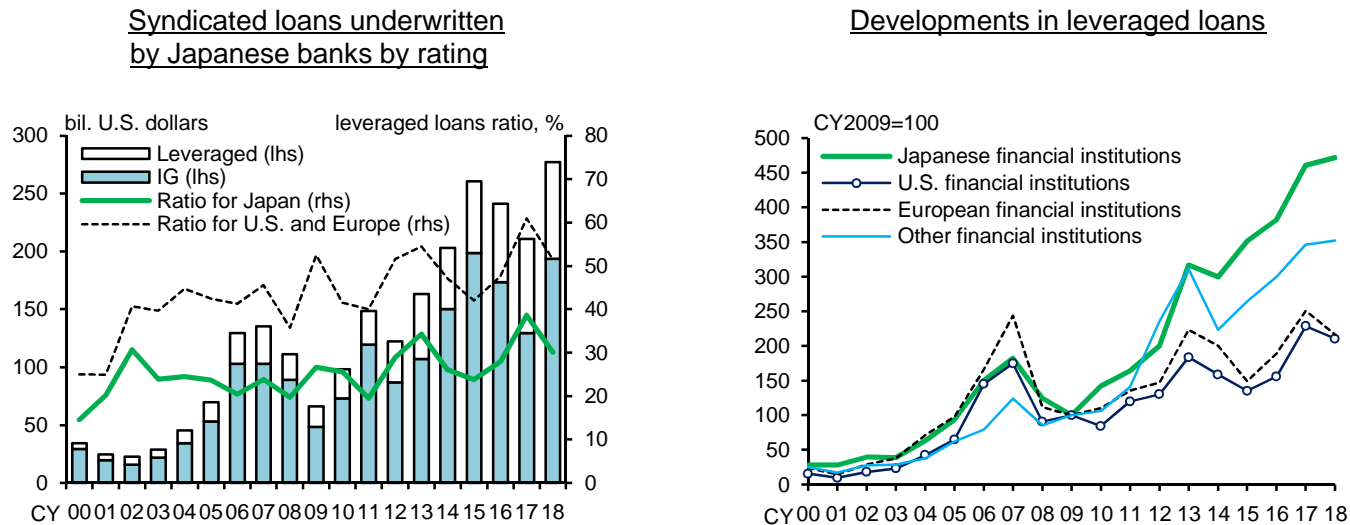 Syndicated loans underwritten
by Japanese banks by rating
bil. U.S. dollars
leveraged loans ratio, %
300
250
200
150
100
50
0
80
70
60
50
40
30
20
10
0
Leveraged (lhs)
IG (lhs)
Ratio for Japan (rhs)
Ratio for U.S. and Europe (rhs)
CY 00 01 02 03 04 05 06 07 08 09 10 11 12 13 14 15 16 17 18
Developments in leveraged loans
CY2009=100
500
450
400
350
300
250
200
150
100
50
0
Japanese financial institutions
U.S. financial institutions
European financial institutions
Other financial institutions
CY 00 01 02 03 04 05 06 07 08 09 10 11 12 13 14 15 16 17 18